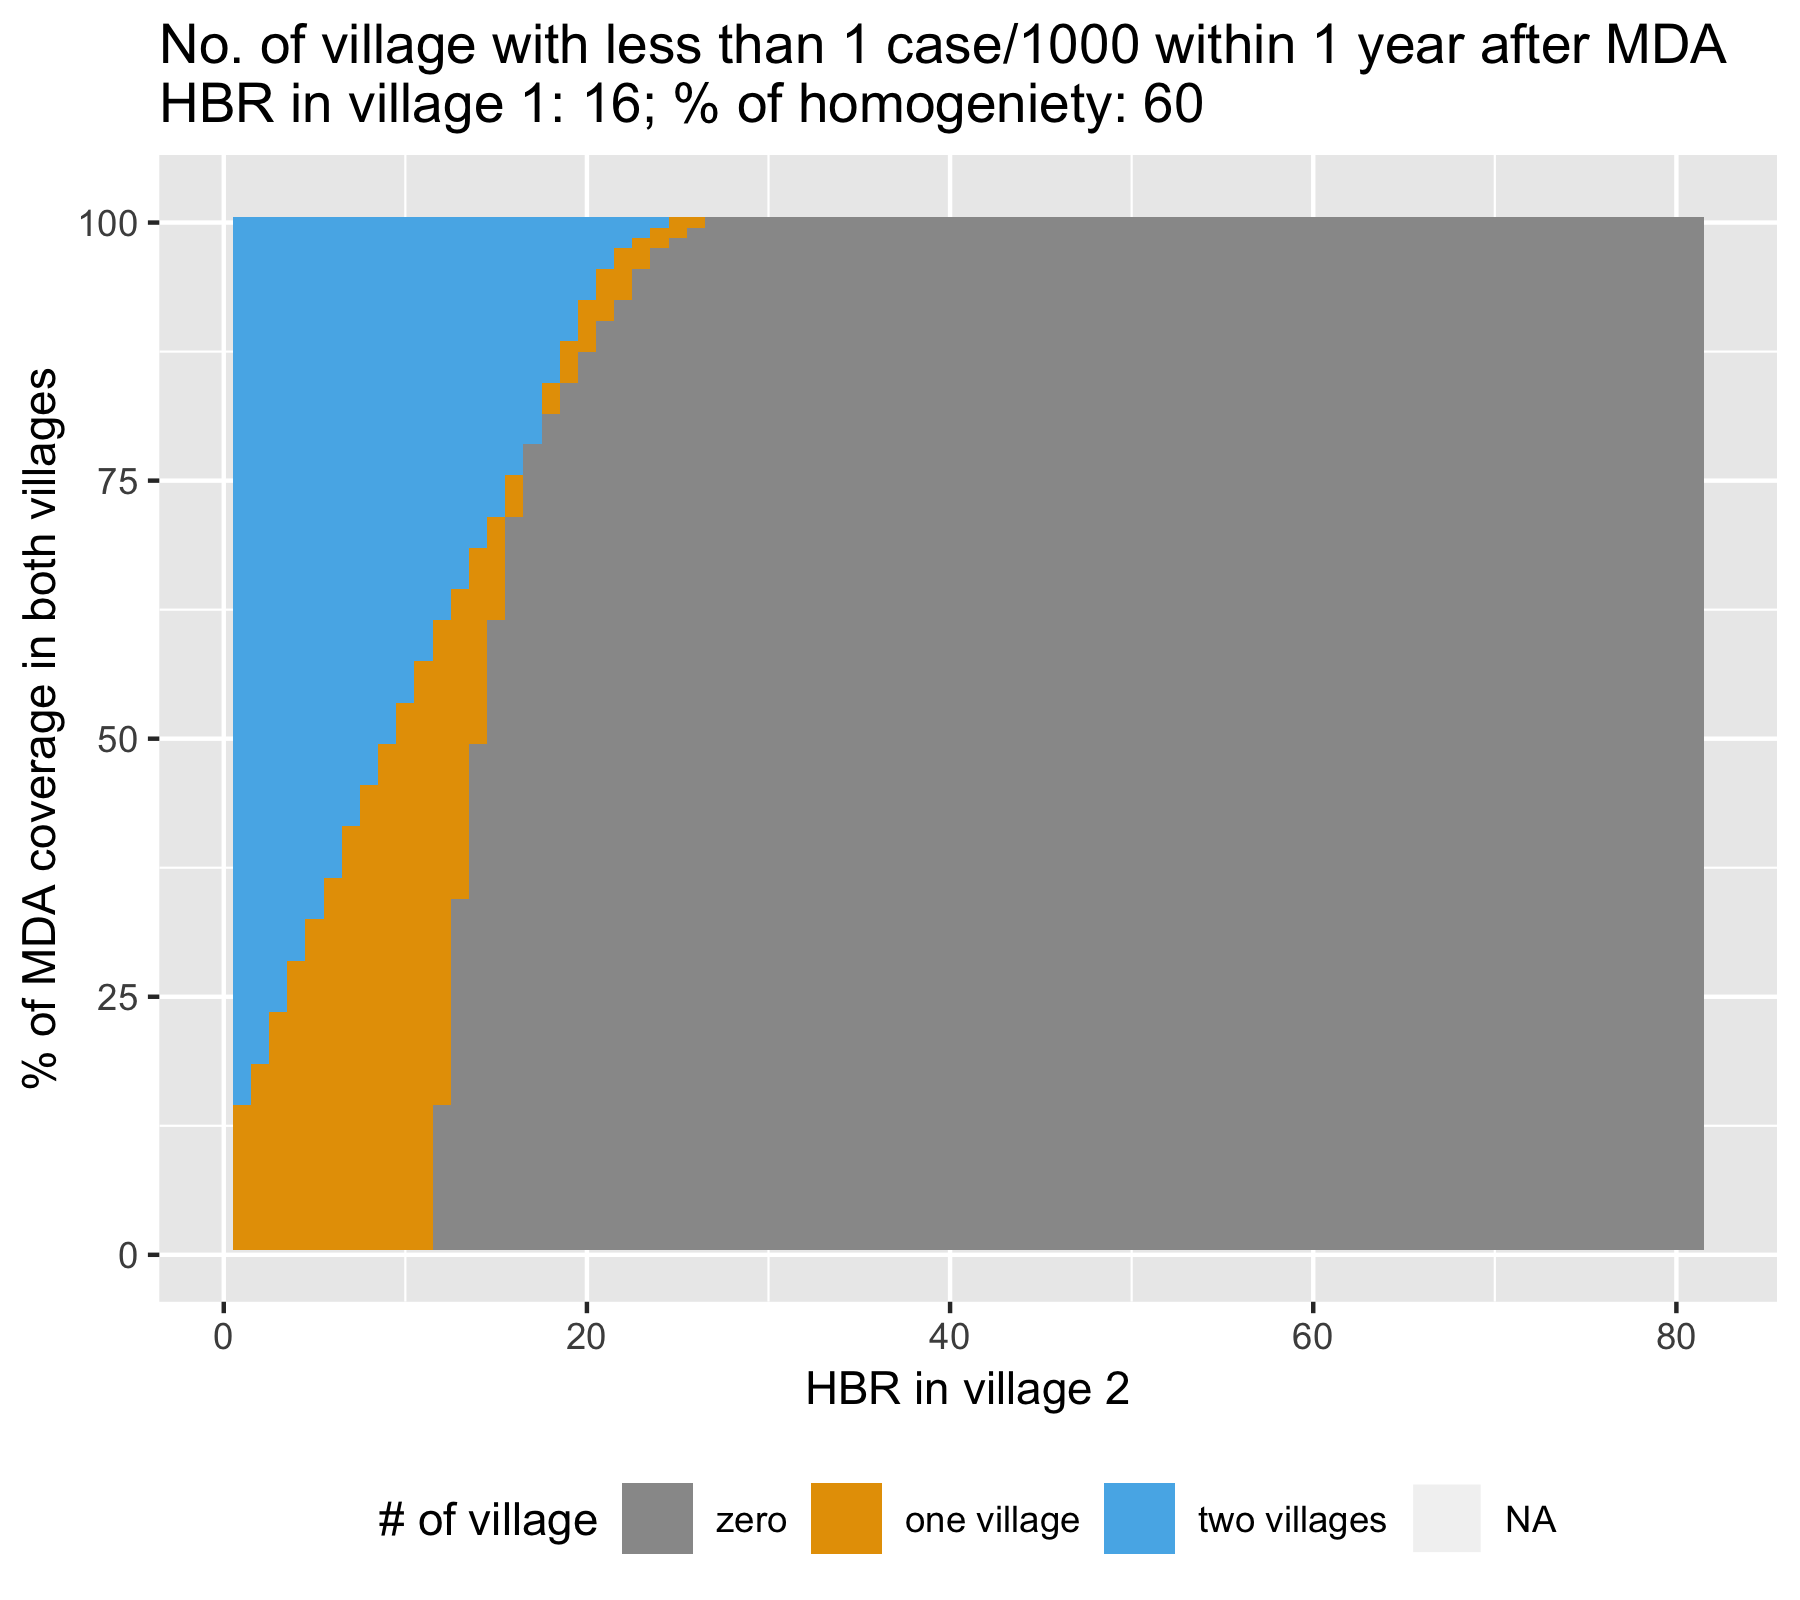 No. of village with less than 1 case/1000 within 1 year after MDA
HBR in village 1: 16; % of homogeniety: 60
% of MDA coverage in both villages
100
75
50
25
0
0 20 40 60 80
HBR in village 2
# of village zero one village two villages NA